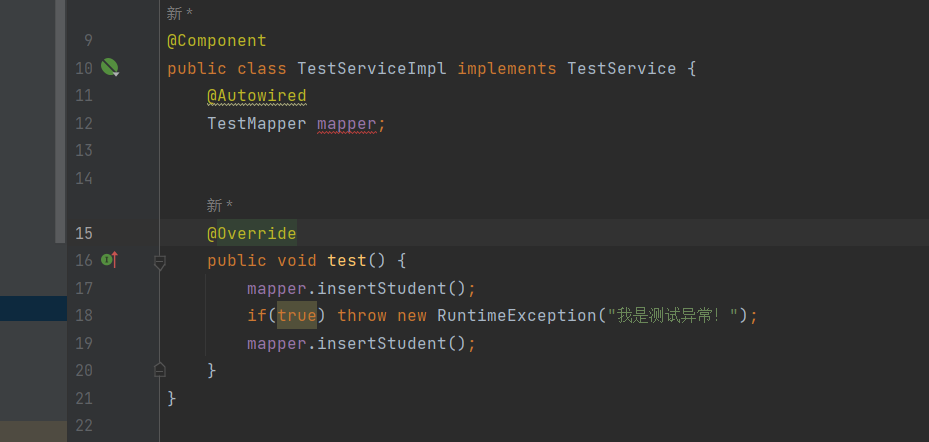 新 *
9 @Component
10 public class TestServiceImpl implements TestService {
11 @Autowired
12 TestMapper mapper;
13
14
新 *
15 @Override
16 public void test() {
17 mapper.insertStudent();
18 if(true) throw new RuntimeException("我是测试异常！");
19 mapper.insertStudent();
20 }
21 }
22